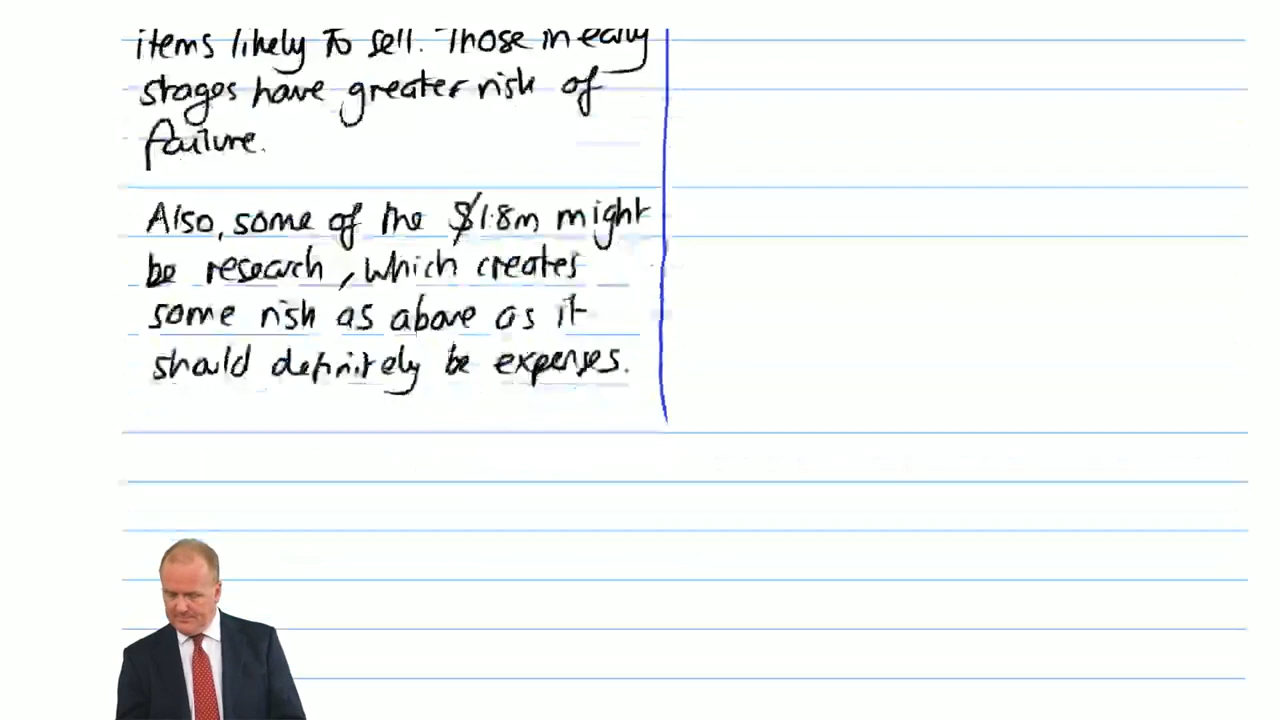 items likely to sell. Those in early
stages have greater risk of
failure.
Also, some of the $1.8m might
be research, which creates
some risk as above as it
should definitely be expenses.